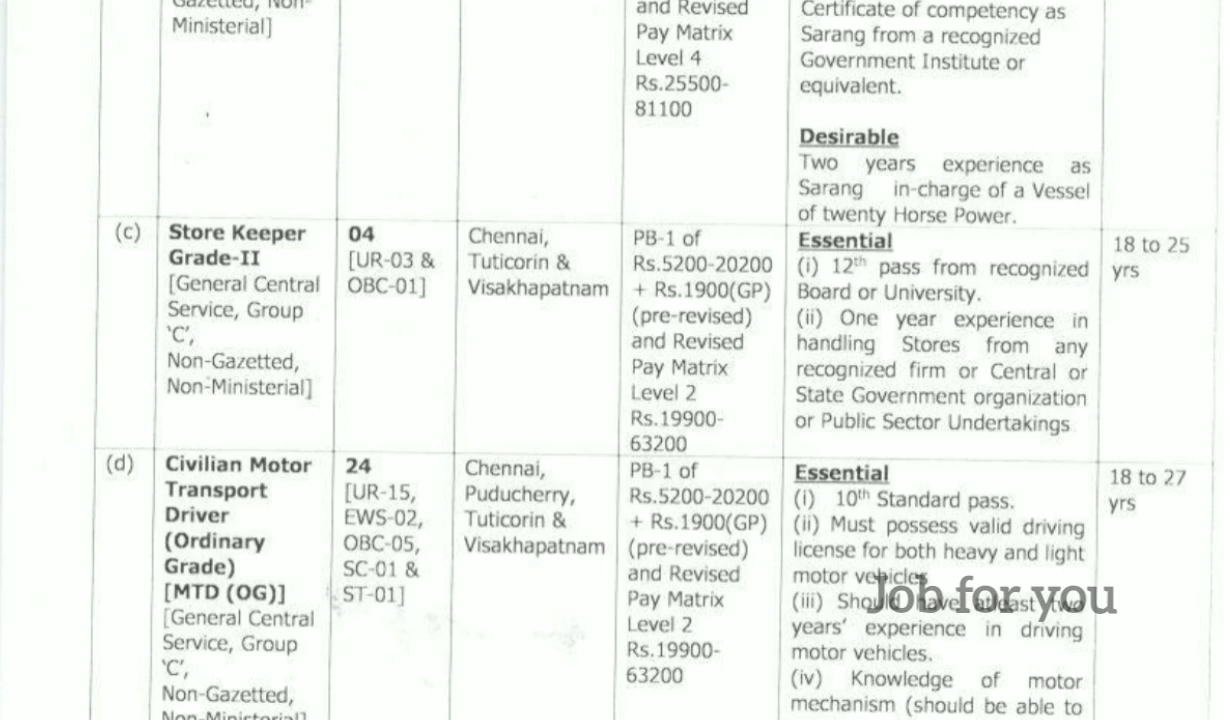 Gazetted, Non-
Ministerial]
and Revised
Pay Matrix
Level 4
Rs.25500-
81100
Certificate of competency as
Sarang from a recognized
Government Institute or
equivalent.
Desirable
Two years experience as
Sarang in-charge of a Vessel
of twenty Horse Power.
(c)
Store Keeper
Grade-II
[General Central
Service, Group
‘C’,
Non-Gazetted,
Non-Ministerial]
04
[UR-03 &
OBC-01]
Chennai,
Tuticorin &
Visakhapatnam
PB-1 of
Rs.5200-20200
+ Rs.1900(GP)
(pre-revised)
and Revised
Pay Matrix
Level 2
Rs.19900-
63200
Essential
(i) 12th pass from recognized
Board or University.
(ii) One year experience in
handling Stores from any
recognized firm or Central or
State Government organization
or Public Sector Undertakings
18 to 25
yrs
(d)
Civilian Motor
Transport
Driver
(Ordinary
Grade)
[MTD (OG)]
[General Central
Service, Group
‘C’,
Non-Gazetted,
Non-Ministerial]
24
[UR-15,
EWS-02,
OBC-05,
SC-01 &
ST-01]
Chennai,
Puducherry,
Tuticorin &
Visakhapatnam
PB-1 of
Rs.5200-20200
+ Rs.1900(GP)
(pre-revised)
and Revised
Pay Matrix
Level 2
Rs.19900-
63200
Essential
(i) 10th Standard pass.
(ii) Must possess valid driving
license for both heavy and light
motor vehicles
(iii) Should have atleast two
years’ experience in driving
motor vehicles.
(iv) Knowledge of motor
mechanism (should be able to
18 to 27
yrs
Job for you